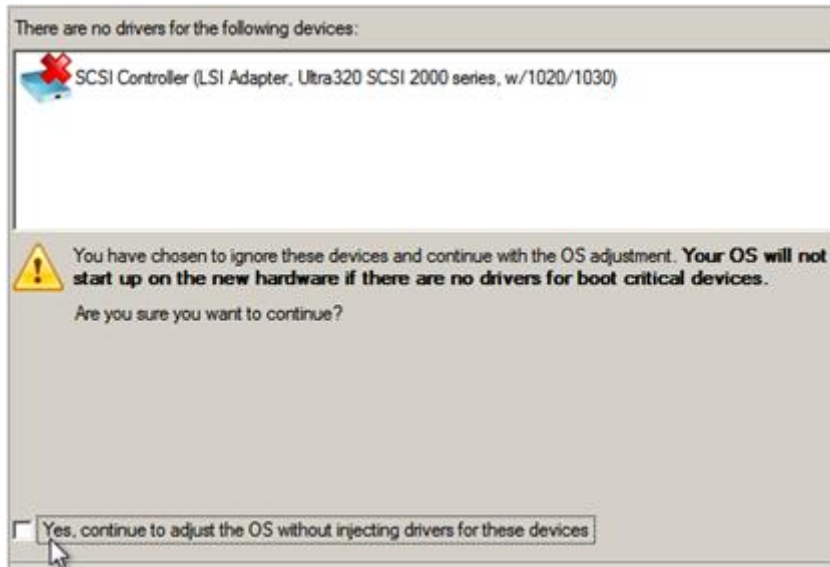 There are no drivers for the following devices:
SCSI Controller (LSI Adapter, Ultra320 SCSI 2000 series, w/1020/1030)
You have chosen to ignore these devices and continue with the OS adjustment. Your OS will not
start up on the new hardware if there are no drivers for boot critical devices.
Are you sure you want to continue?
Yes, continue to adjust the OS without injecting drivers for these devices